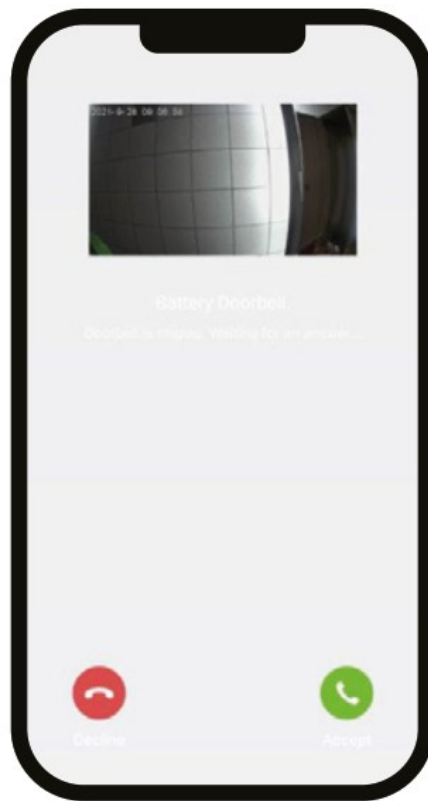 Battery Doorbell.
Doorbell is ringing. Waiting for an answer...
Decline
Accept